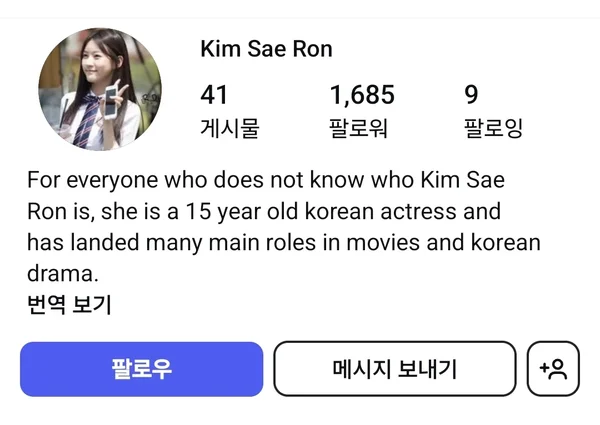 Kim Sae Ron
41 1,685 9
게시물 팔로워 팔로잉
For everyone who does not know who Kim Sae
Ron is, she is a 15 year old korean actress and
has landed many main roles in movies and korean
drama.
번역 보기
팔로우 메시지 보내기